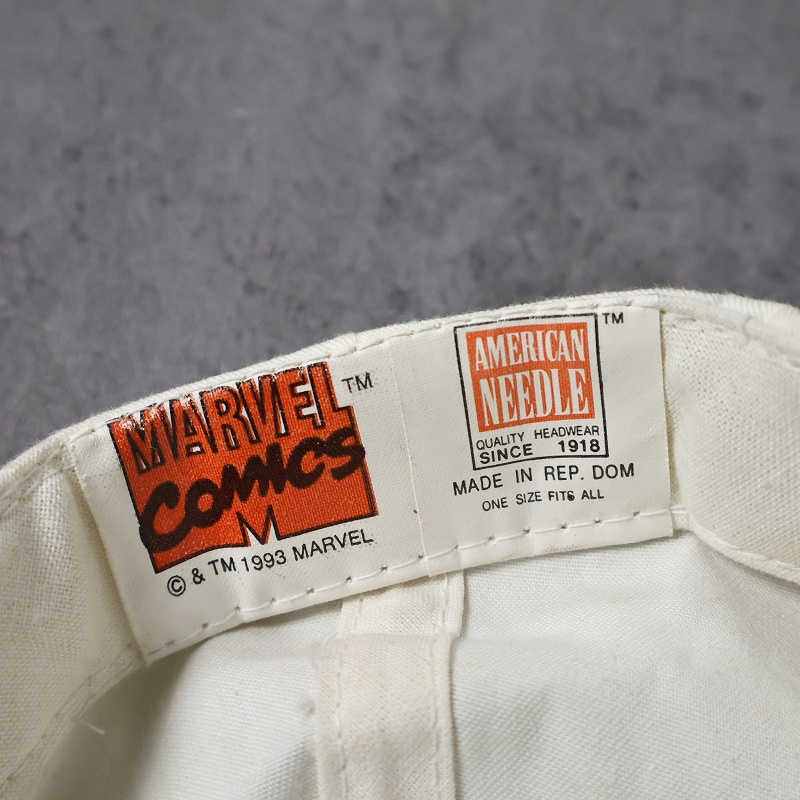 MARVEL TM
COMICS
M
© & TM 1993 MARVEL
TM
AMERICAN
NEEDLE
QUALITY HEADWEAR
SINCE 1918
MADE IN REP. DOM
ONE SIZE FITS ALL